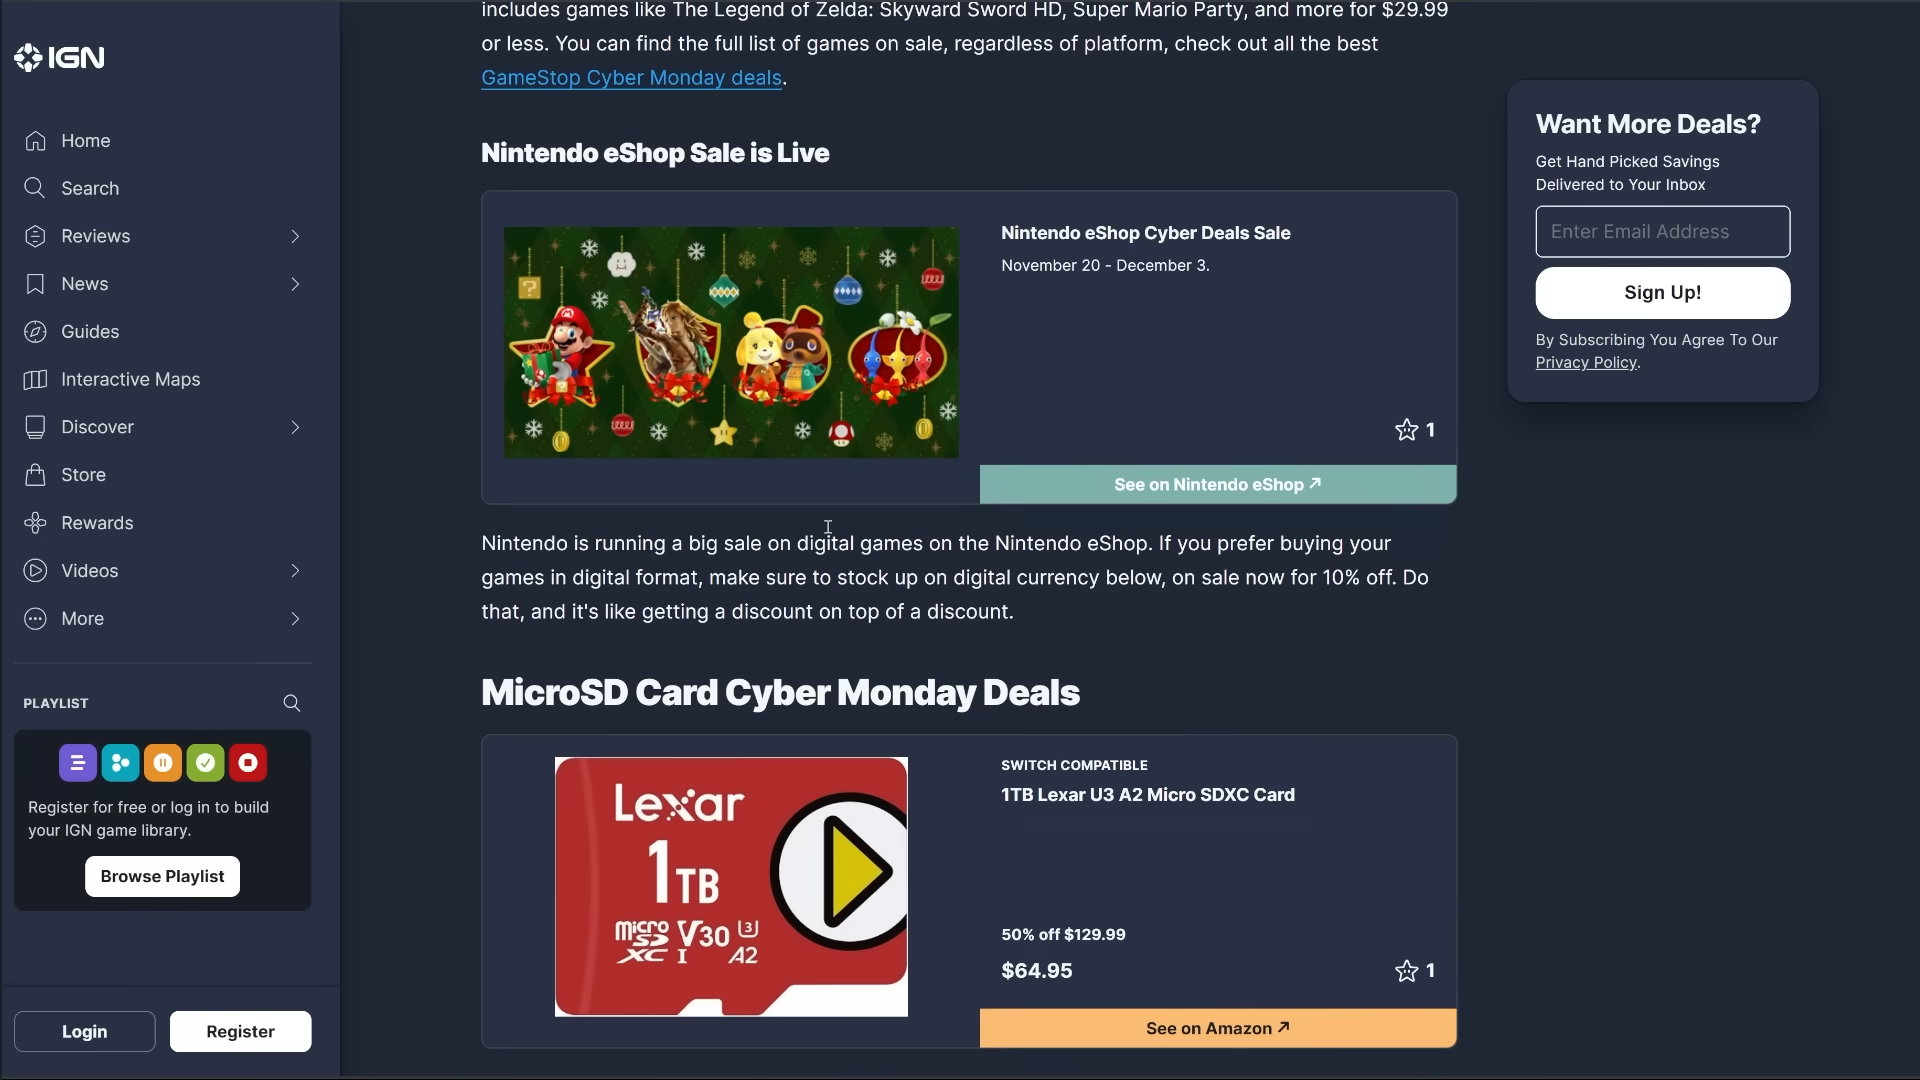 IGN
Home
Search
Reviews
News
Guides
Interactive Maps
Discover
Store
Rewards
Videos
More
PLAYLIST
Register for free or log in to build
your IGN game library.
Browse Playlist
Login
Register
includes games like The Legend of Zelda: Skyward Sword HD, Super Mario Party, and more for $29.99
or less. You can find the full list of games on sale, regardless of platform, check out all the best
GameStop Cyber Monday deals.
Nintendo eShop Sale is Live
Nintendo eShop Cyber Deals Sale
November 20 - December 3.
1
See on Nintendo eShop
Nintendo is running a big sale on digital games on the Nintendo eShop. If you prefer buying your
games in digital format, make sure to stock up on digital currency below, on sale now for 10% off. Do
that, and it's like getting a discount on top of a discount.
MicroSD Card Cyber Monday Deals
Lexar
1TB
micro SD XC I V30 U3 A2
SWITCH COMPATIBLE
1TB Lexar U3 A2 Micro SDXC Card
50% off $129.99
$64.95
1
See on Amazon
Want More Deals?
Get Hand Picked Savings
Delivered to Your Inbox
Enter Email Address
Sign Up!
By Subscribing You Agree To Our
Privacy Policy.